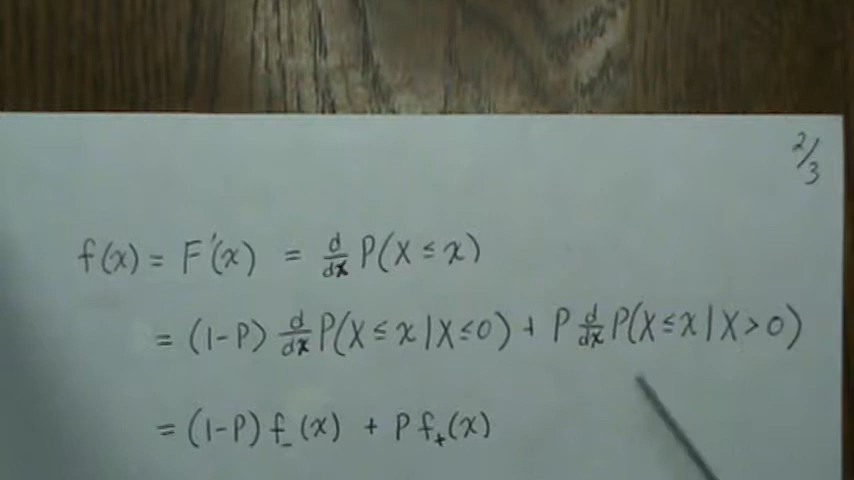 2/3
f(x) = F'(x) = d/dx P(X ≤ x)
= (1-P) d/dx P(X ≤ x | X ≤ 0) + P d/dx P(X ≤ x | X > 0)
= (1-P) f₋(x) + P f₊(x)